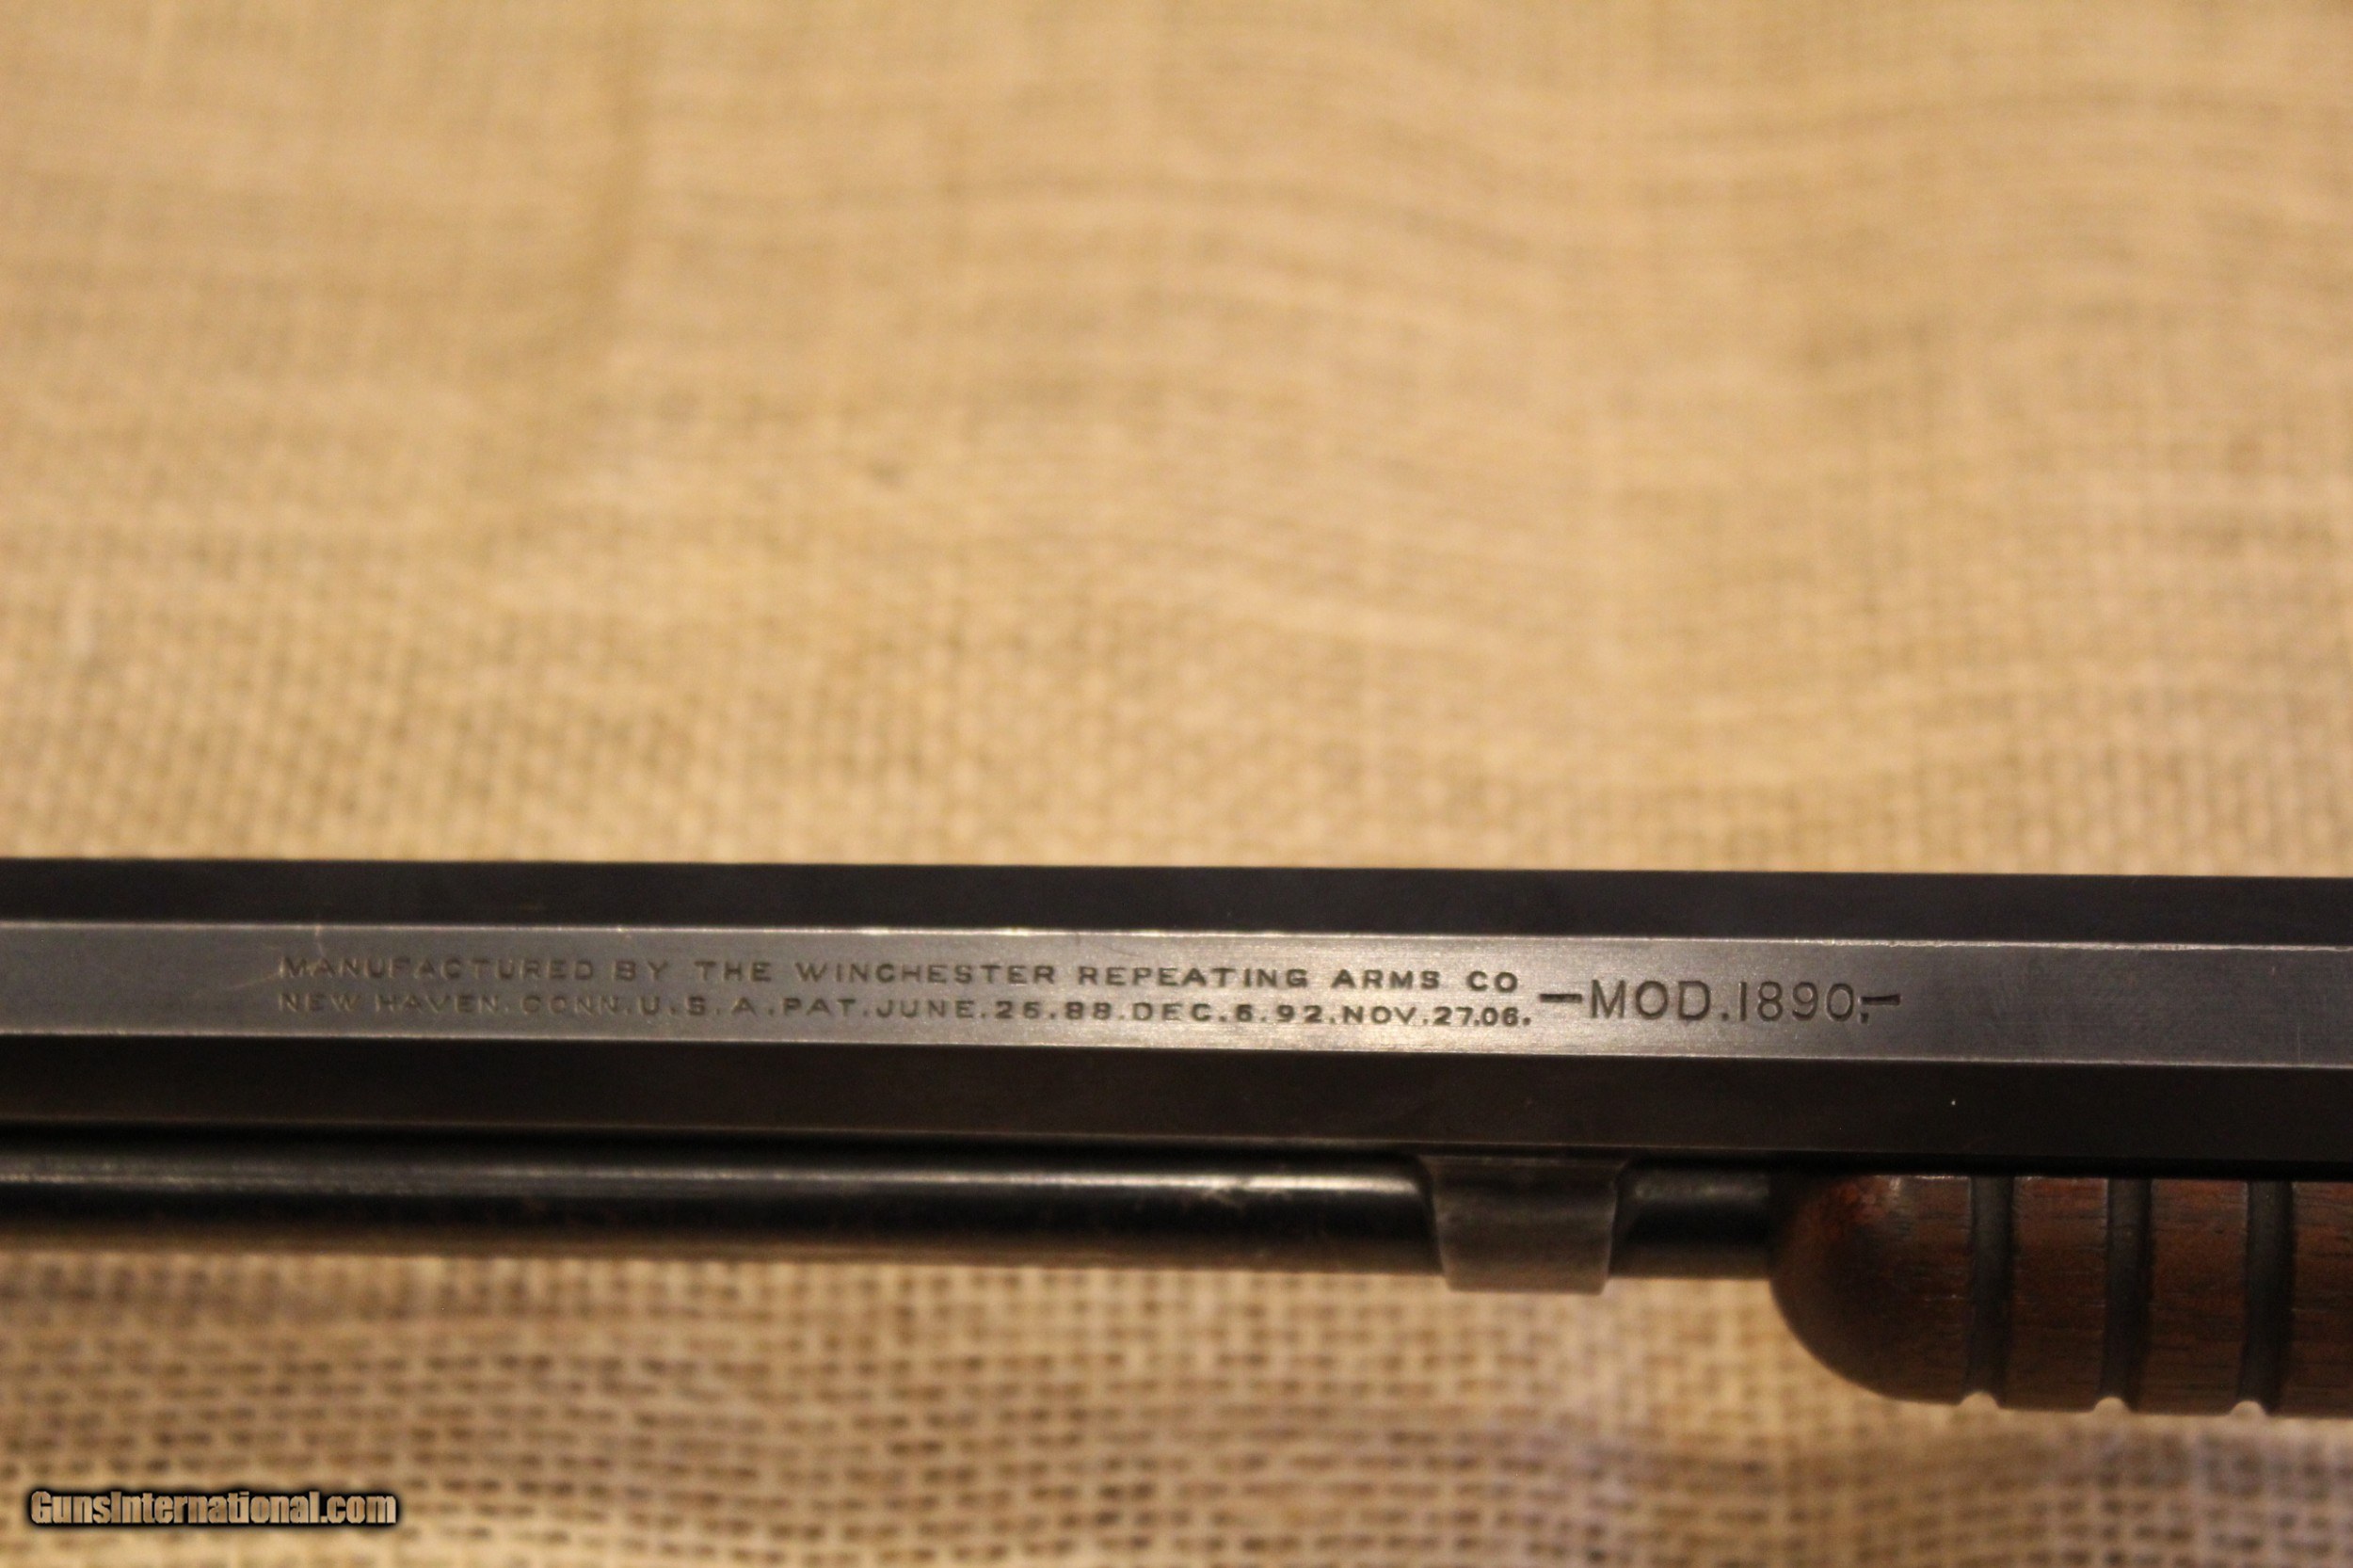 MANUFACTURED BY THE WINCHESTER REPEATING ARMS CO
NEW HAVEN. CONN. U.S.A. PAT. JUNE. 26. 88. DEC. 6. 92. NOV. 27. 06.
—MOD. 1890.—
GunsInternational.com